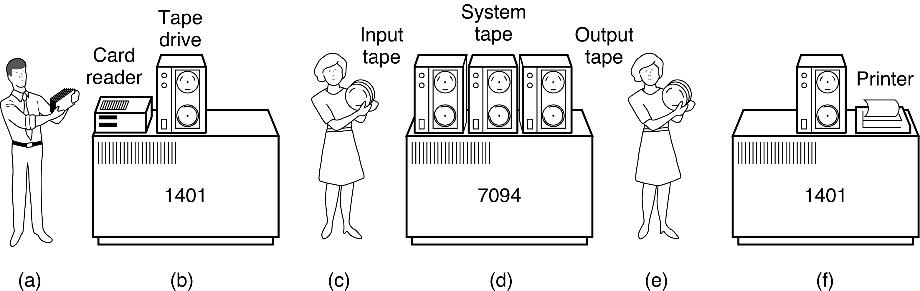 Tape
drive
Card
reader
1401
Input
tape
System
tape
7094
Output
tape
Printer
1401
(a)
(b)
(c)
(d)
(e)
(f)